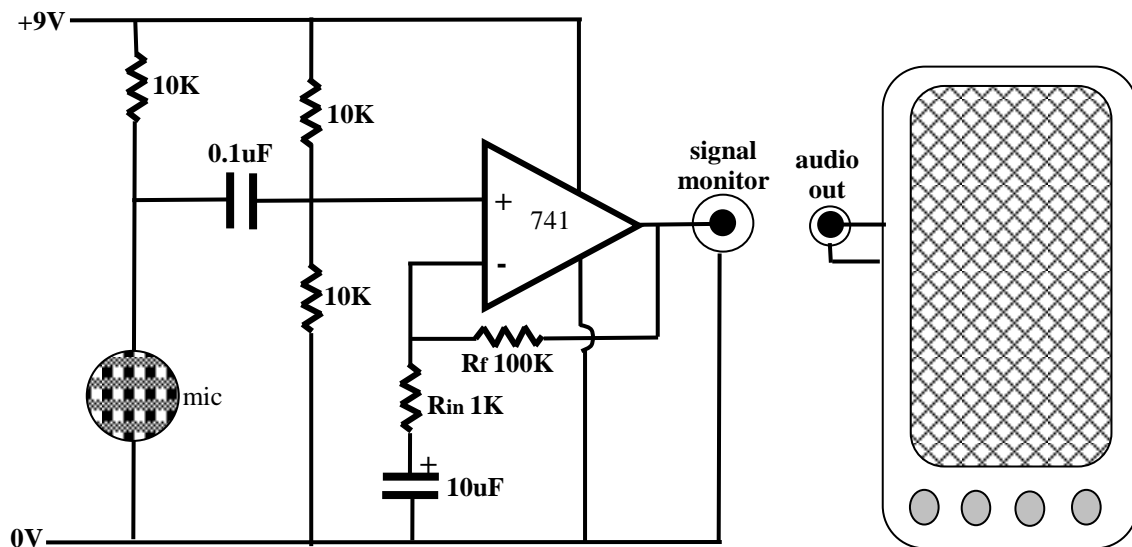 +9V
10K
10K
0.1uF
signal
monitor
audio
out
+
741
-
10K
Rf 100K
mic
Rin 1K
+
10uF
0V